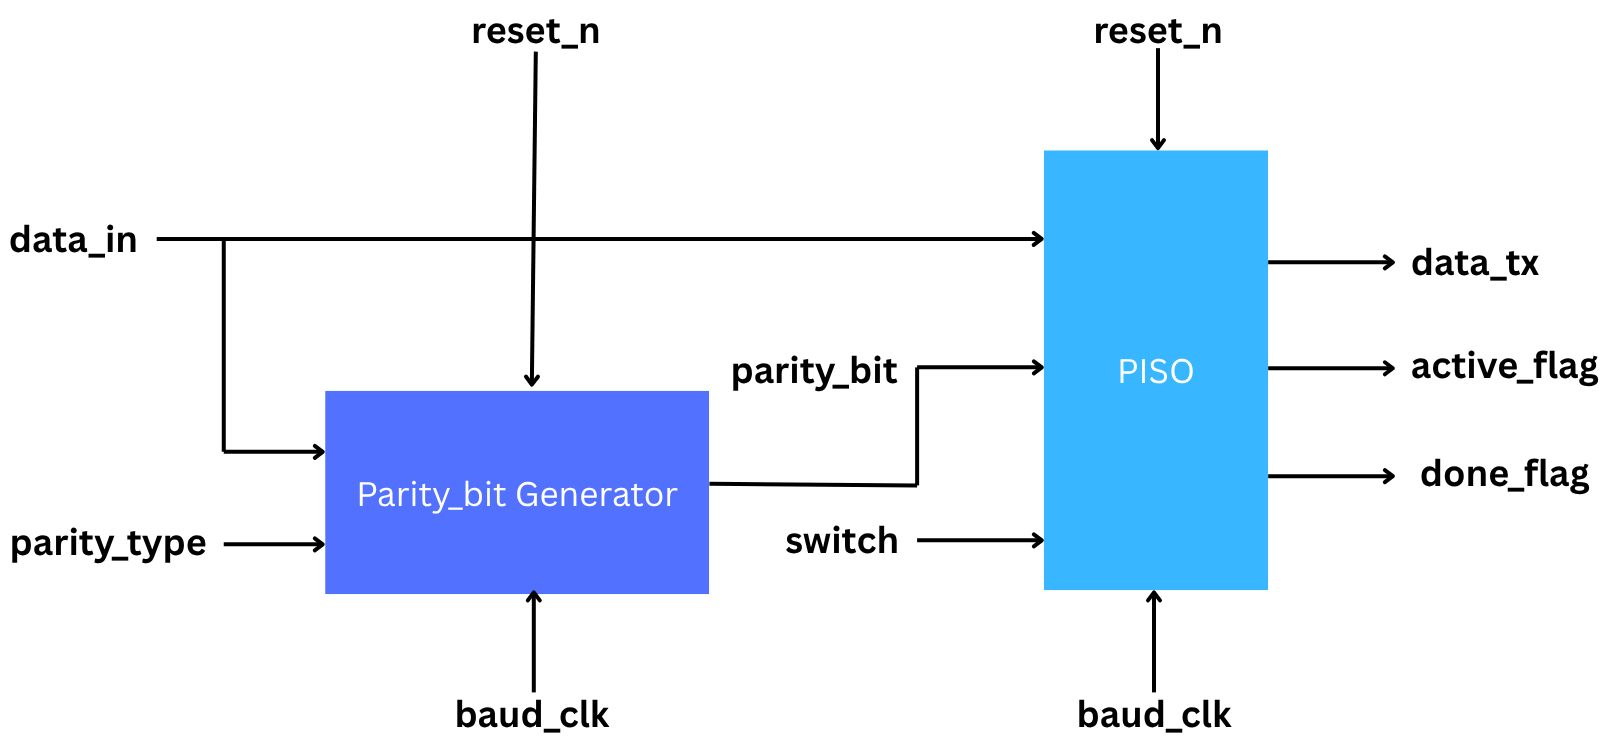 reset_n
reset_n
data_in
data_tx
parity_bit
PISO
active_flag
Parity_bit Generator
done_flag
parity_type
switch
baud_clk
baud_clk